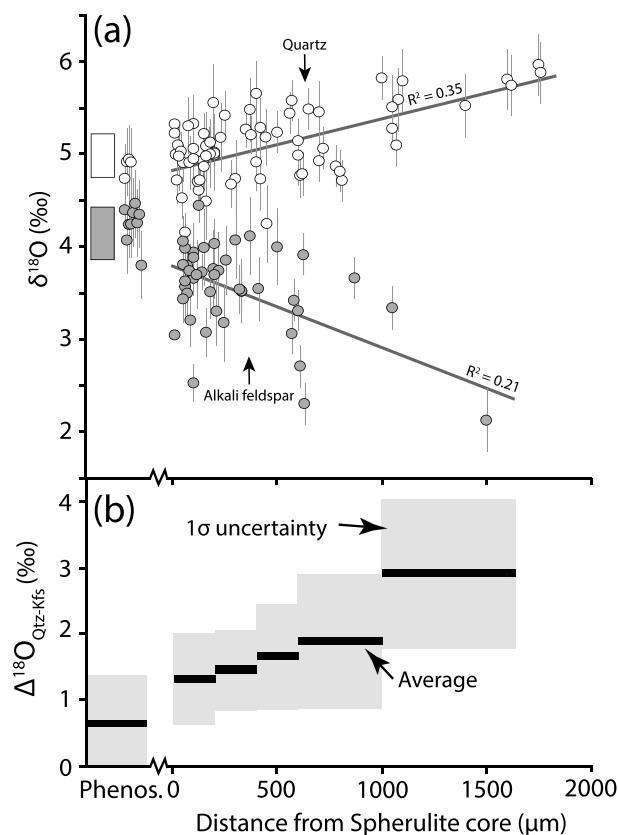 (a)
Quartz
6
5
4
3
2
δ18O (‰)
R² = 0.35
R² = 0.21
Alkali feldspar
(b)
4
3
2
1
0
Δ18OQtz-Kfs (‰)
1σ uncertainty
Average
Phenos. 0 500 1000 1500 2000
Distance from Spherulite core (μm)